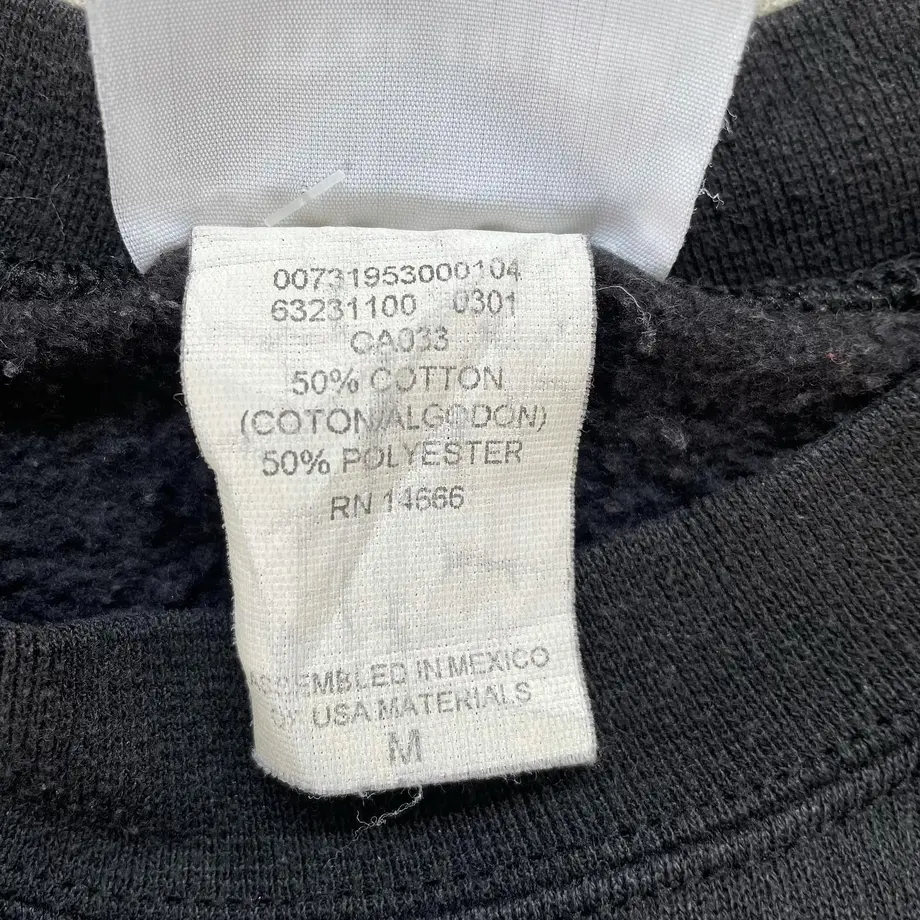 00731953000104
63231100 0301
CA033
50% COTTON
(COTON/ALGODON)
50% POLYESTER
RN 14666
ASSEMBLED IN MEXICO
OF USA MATERIALS
M